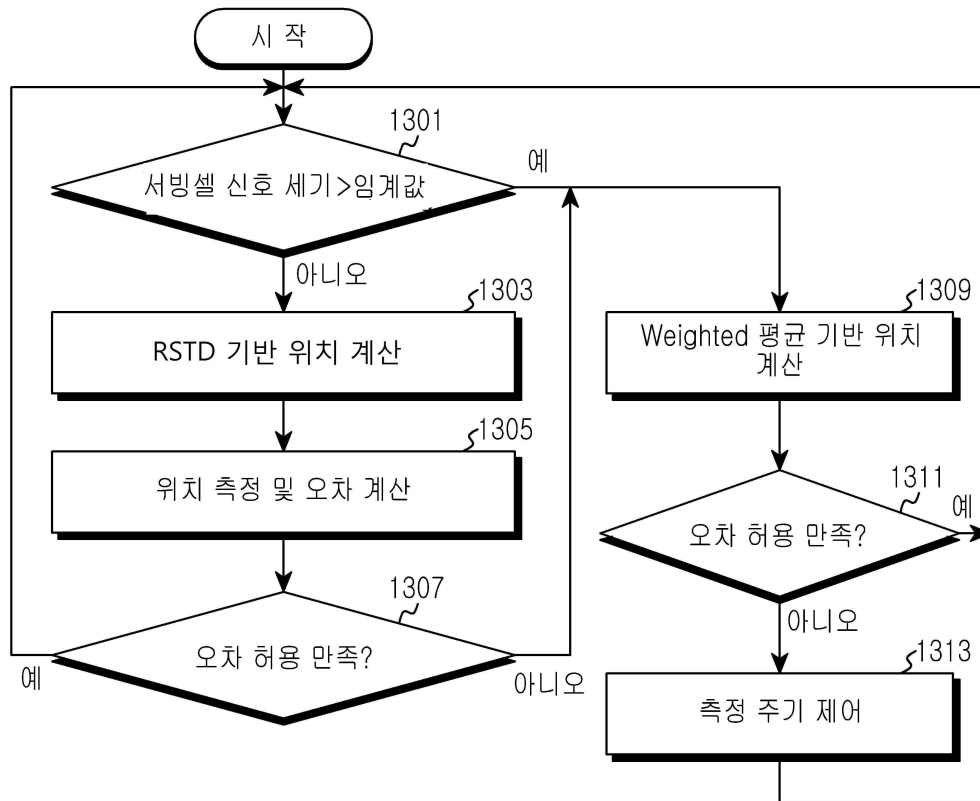 시 작
1301
서빙셀 신호 세기>임계값
예
아니오
1303
RSTD 기반 위치 계산
1305
위치 측정 및 오차 계산
1307
오차 허용 만족?
예
아니오
1309
Weighted 평균 기반 위치
계산
1311
오차 허용 만족?
예
아니오
1313
측정 주기 제어